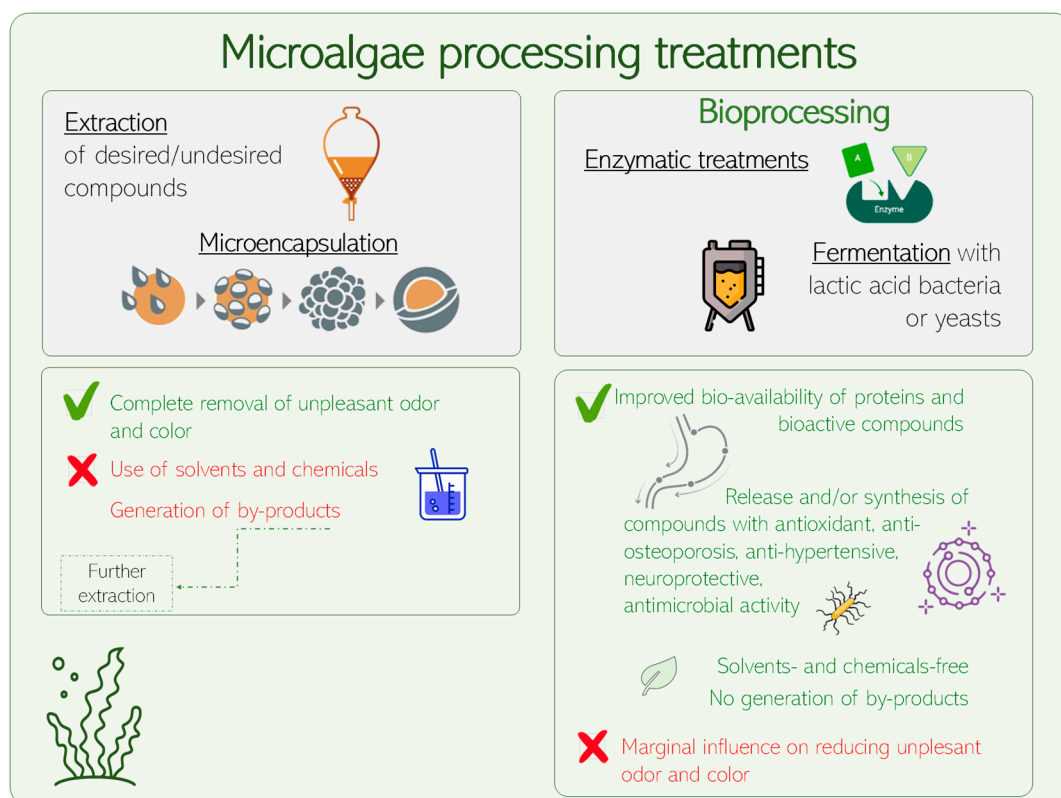 Microalgae processing treatments
Extraction
of desired/undesired
compounds
Microencapsulation
Bioprocessing
Enzymatic treatments
A
B
Enzyme
Fermentation with
lactic acid bacteria
or yeasts
Complete removal of unpleasant odor
and color
Use of solvents and chemicals
Generation of by-products
Further
extraction
Improved bio-availability of proteins and
bioactive compounds
Release and/or synthesis of
compounds with antioxidant, anti-
osteoporosis, anti-hypertensive,
neuroprotective,
antimicrobial activity
Solvents- and chemicals-free
No generation of by-products
Marginal influence on reducing unplesant
odor and color